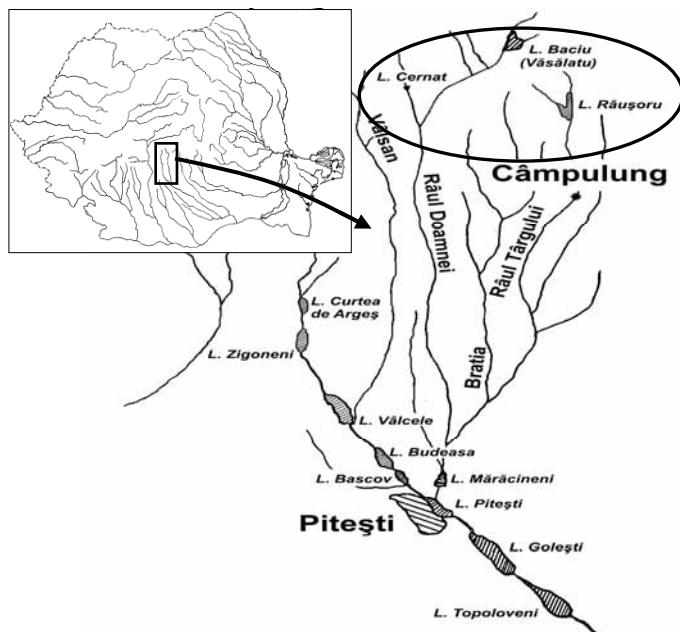 L. Baciu
(Văsălatu)
L. Cernat
L. Râuşoru
Vâlsan
Câmpulung
Râul Doamnei
Râul Târgului
L. Curtea
de Argeş
L. Zigoneni
Bratia
L. Vâlcele
L. Budeasa
L. Bascov
L. Mărăcineni
L. Piteşti
Piteşti
L. Goleşti
L. Topoloveni